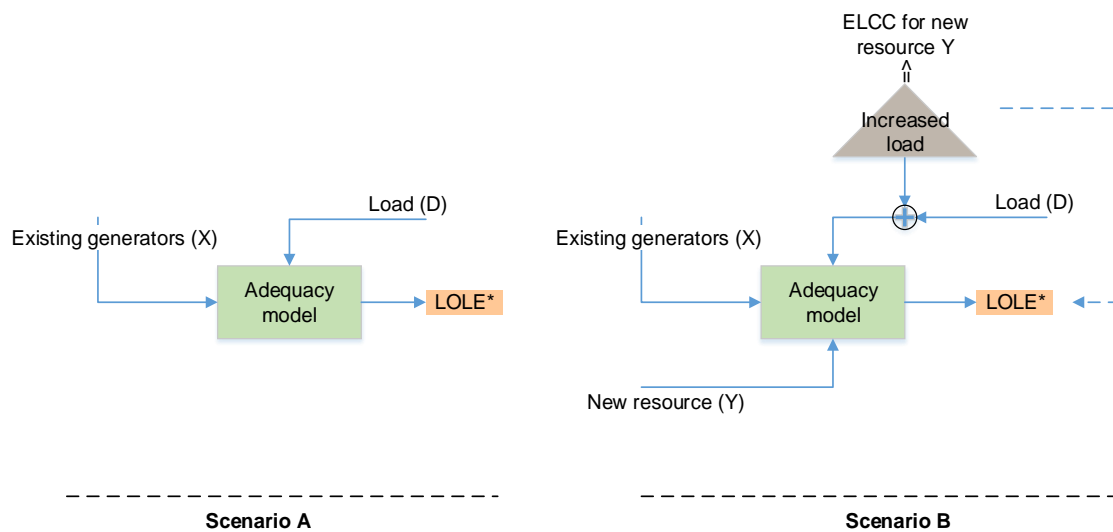 Load (D)
Existing generators (X)
Adequacy
model
LOLE*
Scenario A
ELCC for new
resource Y
<=
Increased
load
Load (D)
Existing generators (X)
Adequacy
model
LOLE*
New resource (Y)
Scenario B